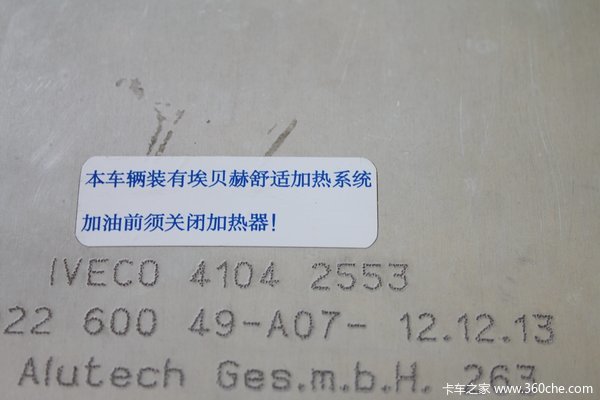 本车辆装有埃贝赫舒适加热系统
加油前须关闭加热器！
IVECO 4104 2553
22 600 49-A07- 12.12.13
Alutech Ges.m.b.H. 263
卡车之家 www.360che.com